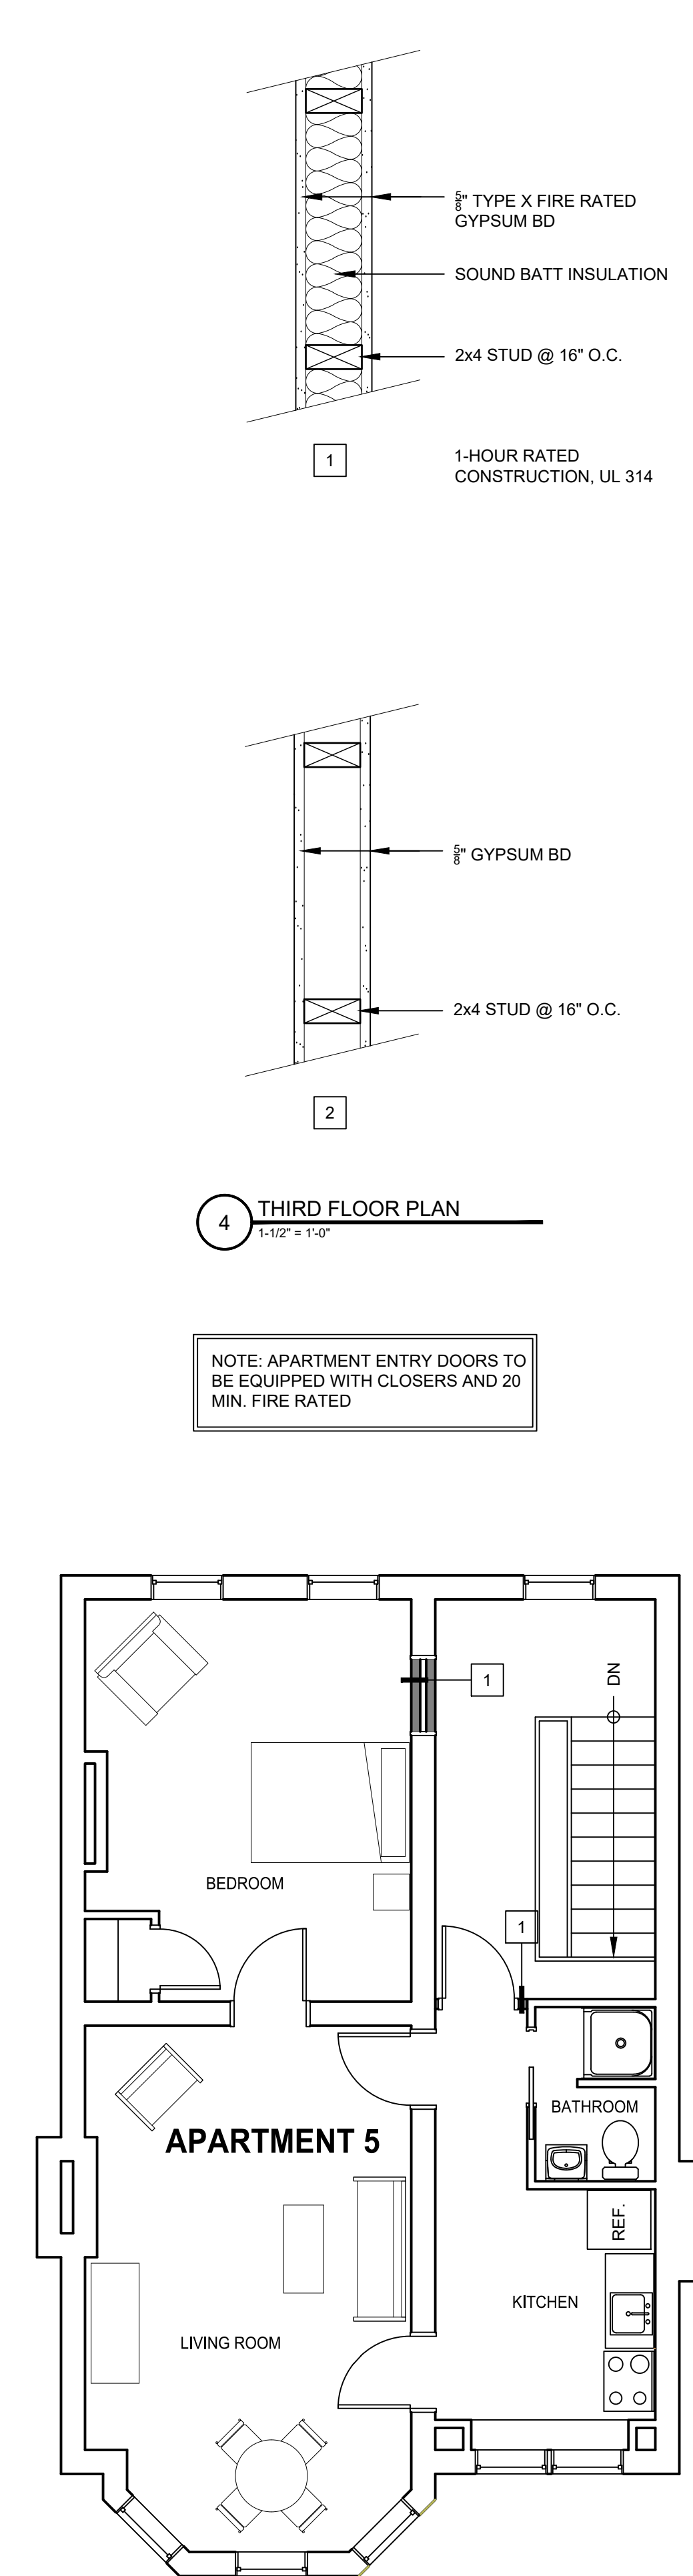 5/8" TYPE X FIRE RATED
GYPSUM BD
SOUND BATT INSULATION
2x4 STUD @ 16" O.C.
1
1-HOUR RATED
CONSTRUCTION, UL 314
5/8" GYPSUM BD
2x4 STUD @ 16" O.C.
2
4
THIRD FLOOR PLAN
1-1/2" = 1'-0"
NOTE: APARTMENT ENTRY DOORS TO
BE EQUIPPED WITH CLOSERS AND 20
MIN. FIRE RATED
1
DN
BEDROOM
1
BATHROOM
APARTMENT 5
REF.
KITCHEN
LIVING ROOM